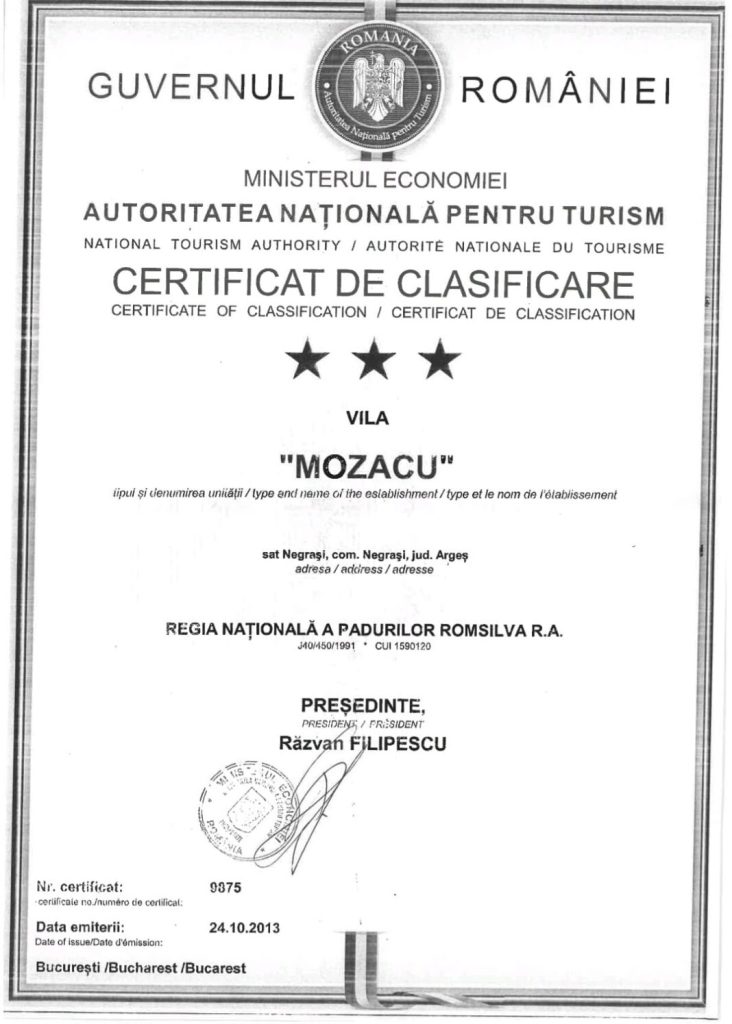 ROMANIA
Autoritatea Națională pentru Turism
GUVERNUL ROMÂNIEI
MINISTERUL ECONOMIEI
AUTORITATEA NAȚIONALĂ PENTRU TURISM
NATIONAL TOURISM AUTHORITY / AUTORITÉ NATIONALE DU TOURISME
CERTIFICAT DE CLASIFICARE
CERTIFICATE OF CLASSIFICATION / CERTIFICAT DE CLASSIFICATION
VILA
"MOZACU"
tipul și denumirea unității / type and name of the establishment / type et le nom de l'établissement
sat Negrași, com. Negrași, jud. Argeș
adresa / address / adresse
REGIA NAȚIONALĂ A PADURILOR ROMSILVA R.A.
J40/450/1991 * CUI 1590120
PREȘEDINTE,
PRESIDENT / PRÉSIDENT
Răzvan FILIPESCU
MINISTERUL ECONOMIEI
ROMÂNIA
Nr. certificat: 9875
certificate no./numéro de certificat:
Data emiterii: 24.10.2013
Date of issue/Date d'émission:
București /Bucharest /Bucarest